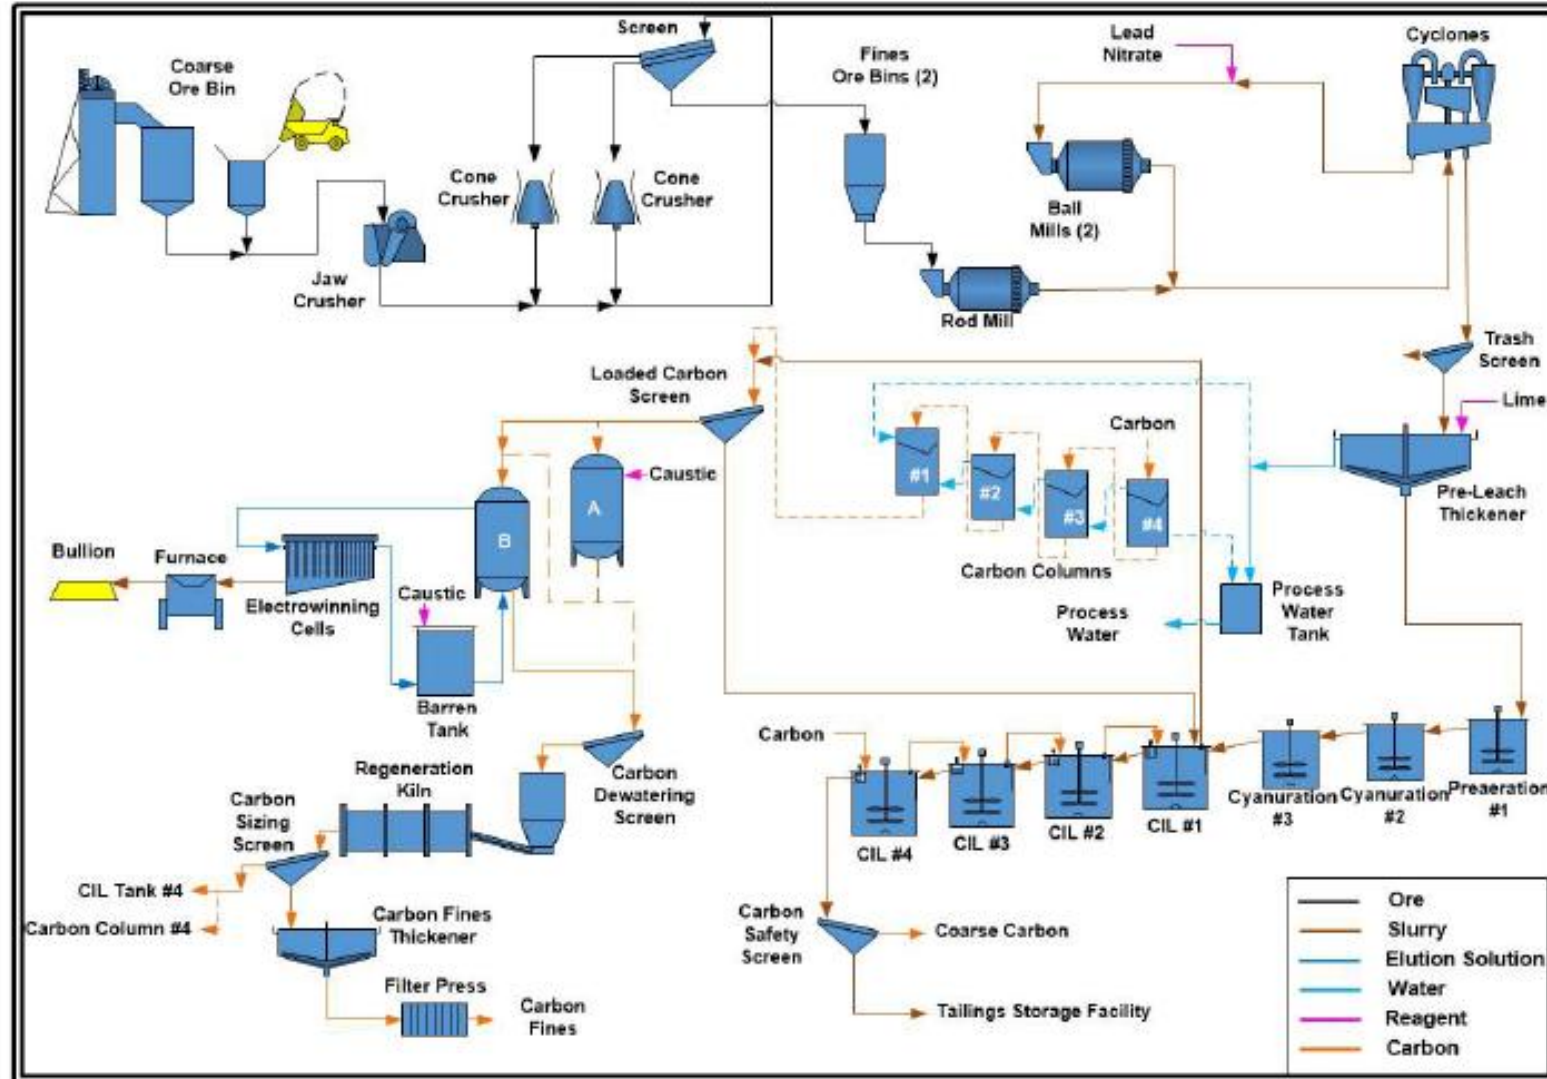 Coarse
Ore Bin
Screen
Fines
Ore Bins (2)
Lead
Nitrate
Cyclones
Cone
Crusher
Cone
Crusher
Jaw
Crusher
Ball
Mills (2)
Rod Mill
Trash
Screen
Lime
Loaded Carbon
Screen
Caustic
A
B
Carbon
#1
#2
#3
#4
Carbon Columns
Pre-Leach
Thickener
Bullion
Furnace
Electrowinning
Cells
Caustic
Barren
Tank
Process
Water
Process
Water
Tank
Carbon
CIL #4
CIL #3
CIL #2
CIL #1
Cyanuration
#3
Cyanuration
#2
Preaeration
#1
Regeneration
Kiln
Carbon
Dewatering
Screen
Carbon
Sizing
Screen
CIL Tank #4
Carbon Column #4
Carbon Fines
Thickener
Filter Press
Carbon
Fines
Carbon
Safety
Screen
Coarse Carbon
Tailings Storage Facility
Ore
Slurry
Elution Solution
Water
Reagent
Carbon